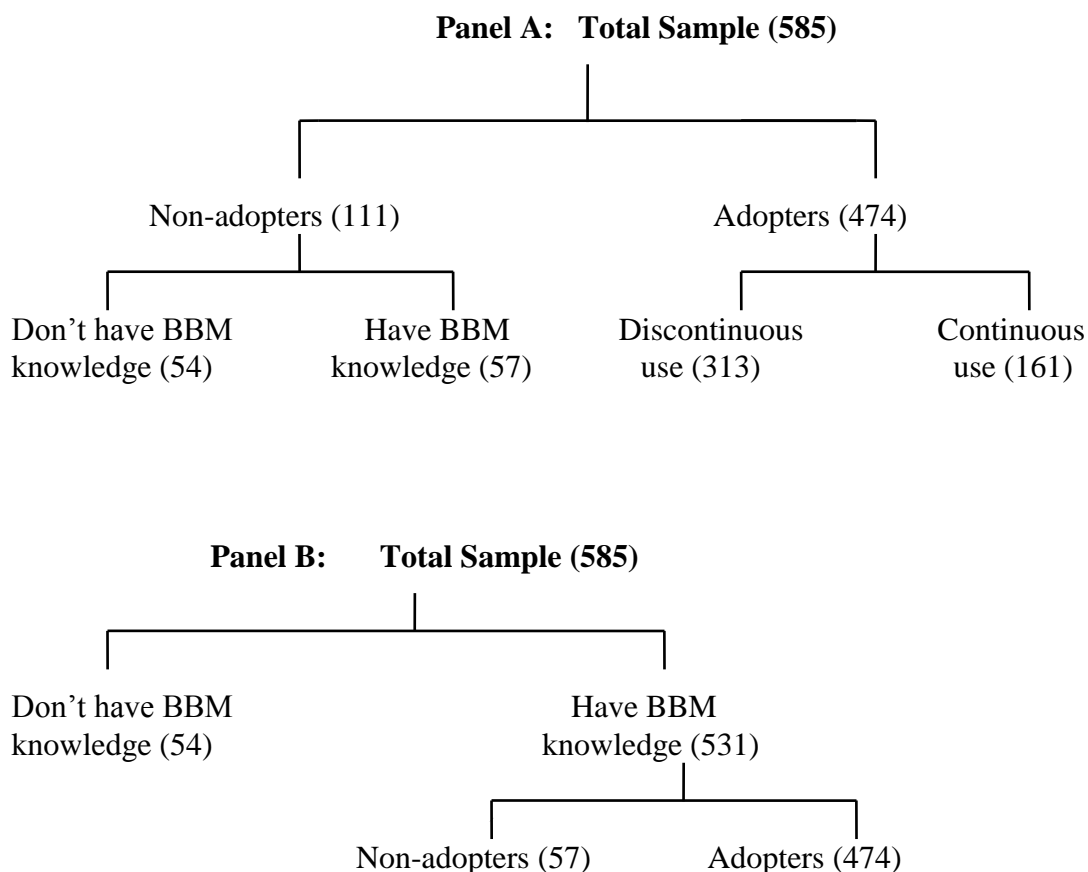 Panel A: Total Sample (585)
Non-adopters (111) Adopters (474)
Don’t have BBM Have BBM Discontinuous Continuous
knowledge (54) knowledge (57) use (313) use (161)
Panel B: Total Sample (585)
Don’t have BBM Have BBM
knowledge (54) knowledge (531)
Non-adopters (57) Adopters (474)